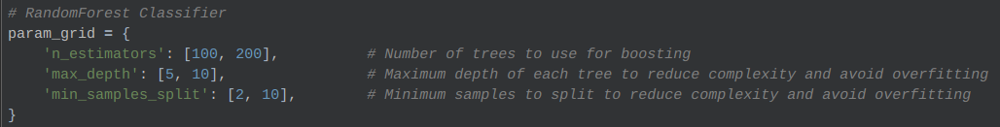 # RandomForest Classifier
param_grid = {
    'n_estimators': [100, 200],          # Number of trees to use for boosting
    'max_depth': [5, 10],                # Maximum depth of each tree to reduce complexity and avoid overfitting
    'min_samples_split': [2, 10],        # Minimum samples to split to reduce complexity and avoid overfitting
}